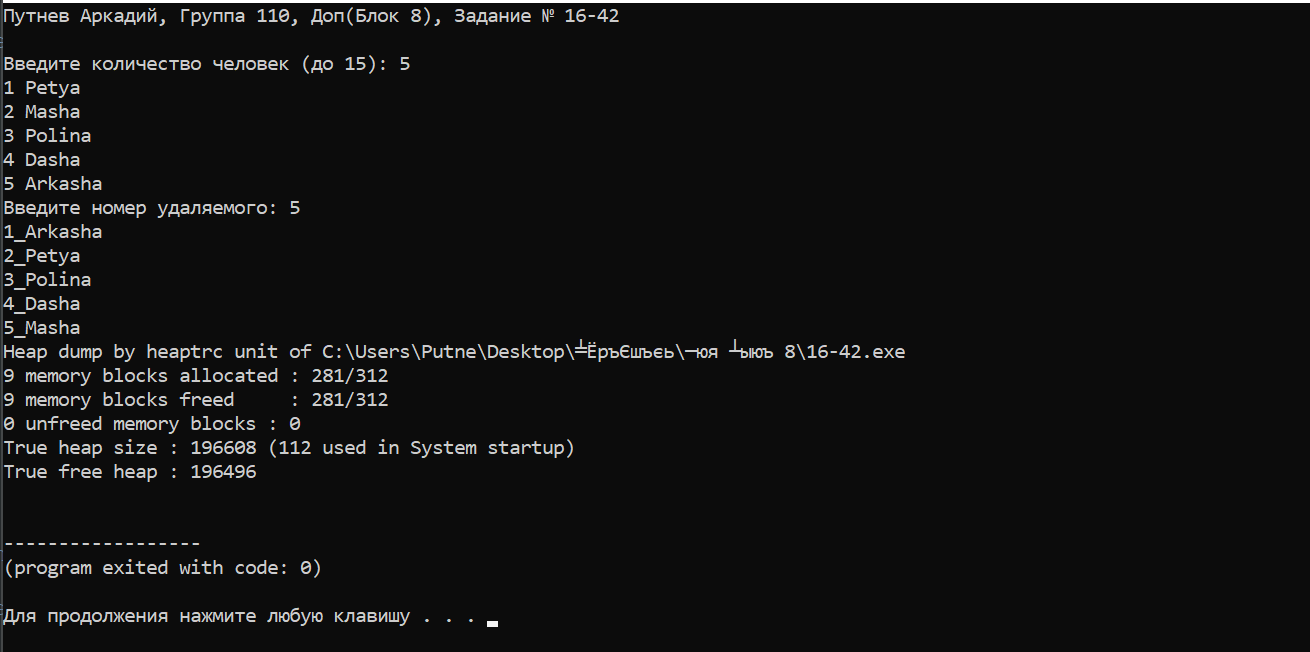 Путнев Аркадий, Группа 110, Доп(Блок 8), Задание № 16-42
Введите количество человек (до 15): 5
1 Petya
2 Masha
3 Polina
4 Dasha
5 Arkasha
Введите номер удаляемого: 5
1_Arkasha
2_Petya
3_Polina
4_Dasha
5_Masha
Heap dump by heaptrc unit of C:\Users\Putne\Desktop\╧ЁръЄшъєь\─юя ┴ыюъ 8\16-42.exe
9 memory blocks allocated : 281/312
9 memory blocks freed     : 281/312
0 unfreed memory blocks : 0
True heap size : 196608 (112 used in System startup)
True free heap : 196496
------------------
(program exited with code: 0)
Для продолжения нажмите любую клавишу . . .